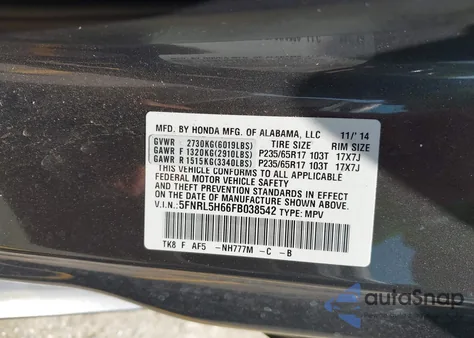 MFD. BY HONDA MFG. OF ALABAMA, LLC 11/'14
TIRE SIZE RIM SIZE
GVWR 2730KG(6019LBS)
GAWR F 1320KG(2910LBS) P235/65R17 103T 17X7J
GAWR R 1515KG(3340LBS) P235/65R17 103T 17X7J
THIS VEHICLE CONFORMS TO ALL APPLICABLE
FEDERAL MOTOR VEHICLE SAFETY AND
THEFT PREVENTION STANDARDS IN EFFECT ON
THE DATE OF MANUFACTURE SHOWN ABOVE.
V.I.N.:5FNRL5H66FB038542 TYPE: MPV
TK8 F AF5 -NH777M -C -B
autoSnap